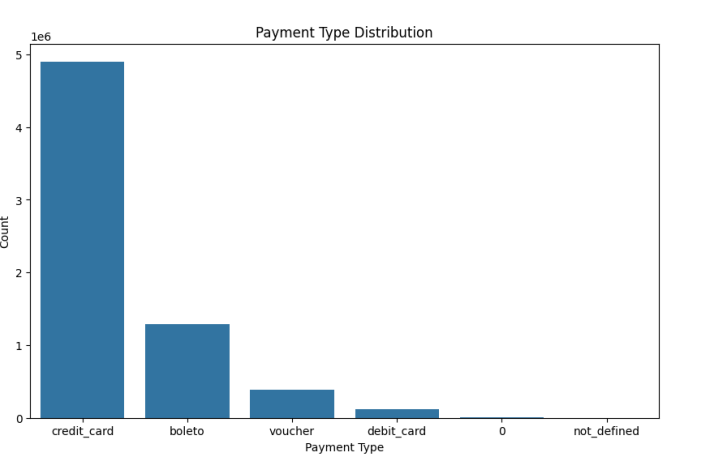 Payment Type Distribution
1e6
5
4
3
2
1
0
Count
credit_card boleto voucher debit_card 0 not_defined
Payment Type